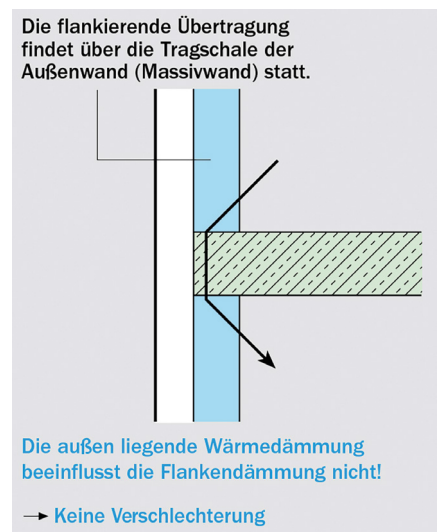 Die flankierende Übertragung
findet über die Tragschale der
Außenwand (Massivwand) statt.
Die außen liegende Wärmedämmung
beeinflusst die Flankendämmung nicht!
→ Keine Verschlechterung